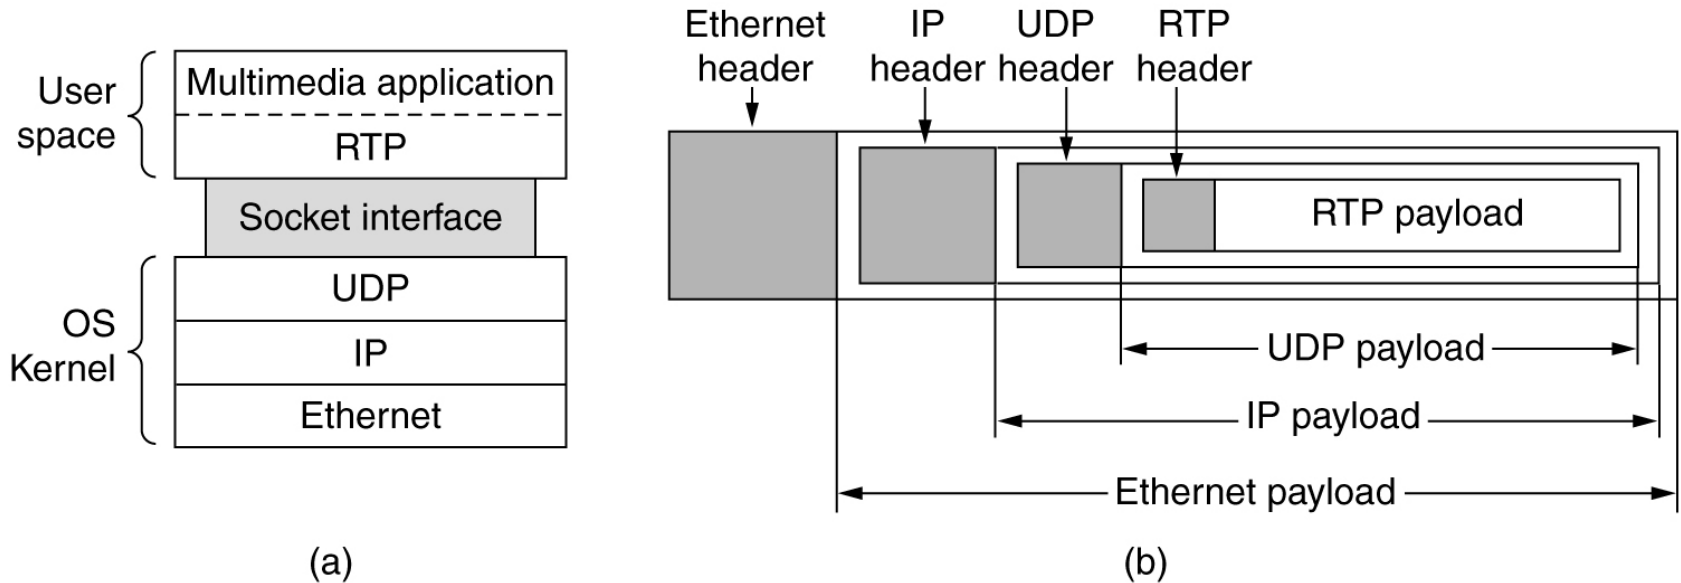 User
space
Multimedia application
RTP
Socket interface
OS
Kernel
UDP
IP
Ethernet
(a)
Ethernet
header
IP
header
UDP
header
RTP
header
RTP payload
UDP payload
IP payload
Ethernet payload
(b)